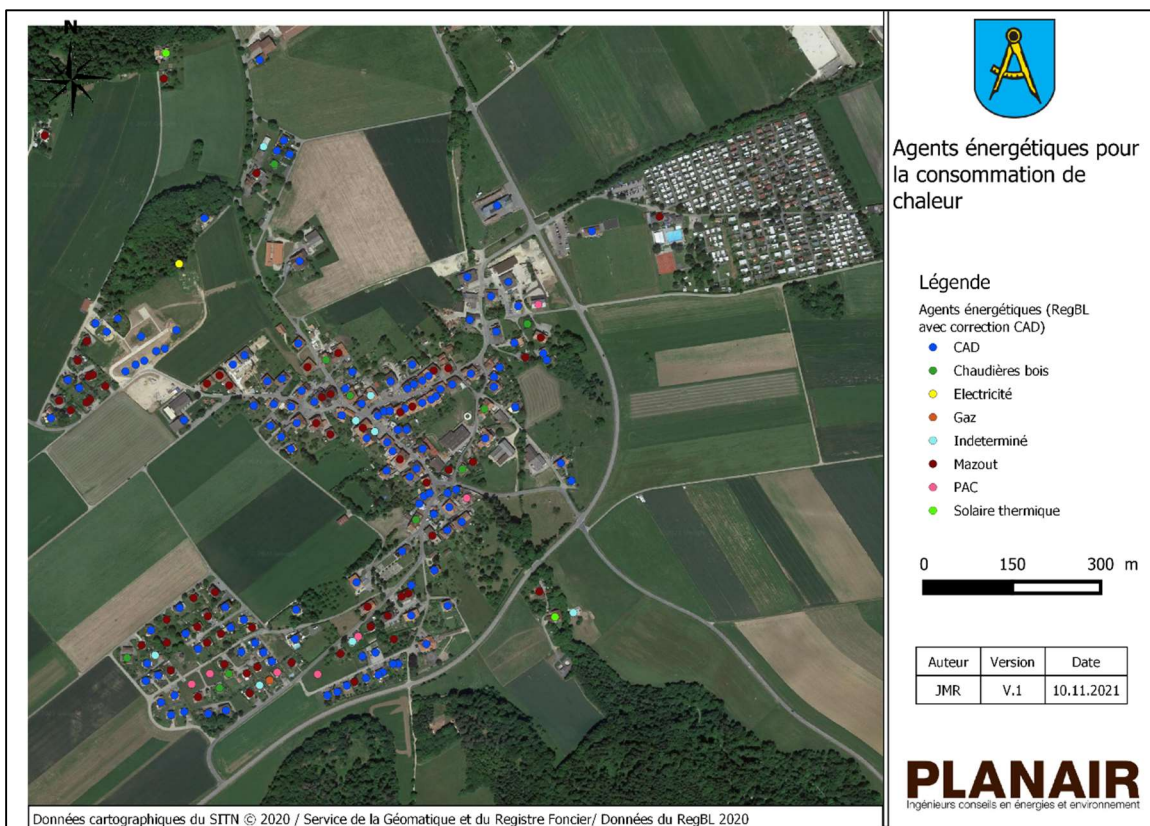 N
Agents énergétiques pour
la consommation de
chaleur
Légende
Agents énergétiques (RegBL
avec correction CAD)
CAD
Chaudières bois
Electricité
Gaz
Indeterminé
Mazout
PAC
Solaire thermique
0 150 300 m
Auteur Version Date
JMR V.1 10.11.2021
PLANAIR
Ingénieurs conseils en énergies et environnement
Données cartographiques du SITN © 2020 / Service de la Géomatique et du Registre Foncier/ Données du RegBL 2020